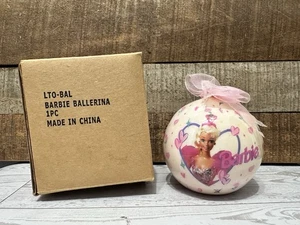 LTO-BAL
BARBIE BALLERINA
1PC
MADE IN CHINA
Barbie